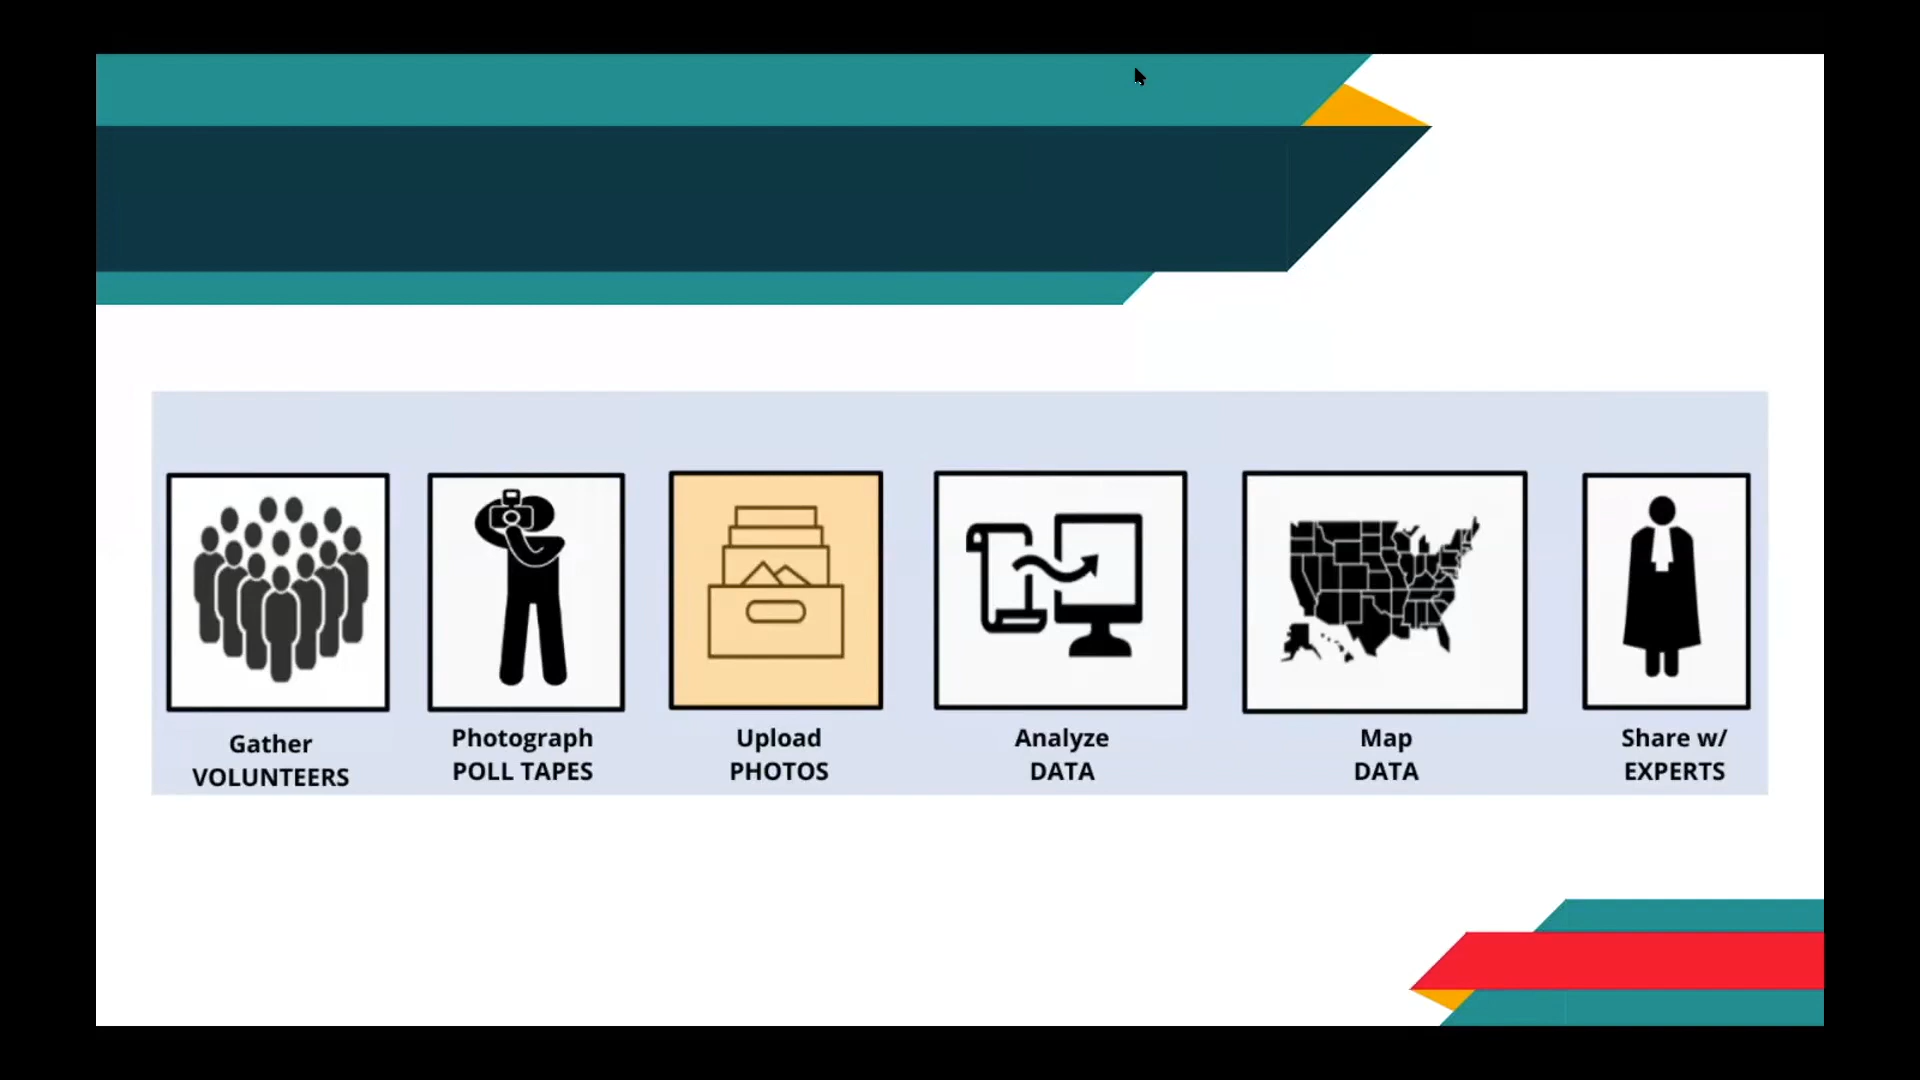 Gather
VOLUNTEERS
Photograph
POLL TAPES
Upload
PHOTOS
Analyze
DATA
Map
DATA
Share w/
EXPERTS